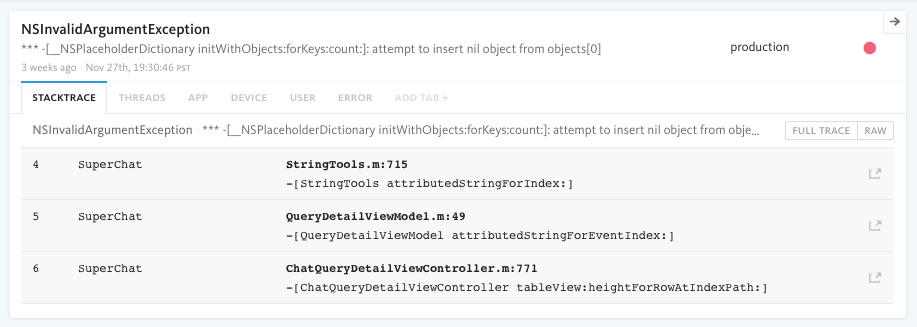 NSInvalidArgumentException
*** -[__NSPlaceholderDictionary initWithObjects:forKeys:count:]: attempt to insert nil object from objects[0]
production
3 weeks ago · Nov 27th, 19:30:46 PST
STACKTRACE THREADS APP DEVICE USER ERROR ADD TAB +
NSInvalidArgumentException · *** -[__NSPlaceholderDictionary initWithObjects:forKeys:count:]: attempt to insert nil object from obje...
FULL TRACE RAW
4 SuperChat StringTools.m:715
-[StringTools attributedStringForIndex:]
5 SuperChat QueryDetailViewModel.m:49
-[QueryDetailViewModel attributedStringForEventIndex:]
6 SuperChat ChatQueryDetailViewController.m:771
-[ChatQueryDetailViewController tableView:heightForRowAtIndexPath:]